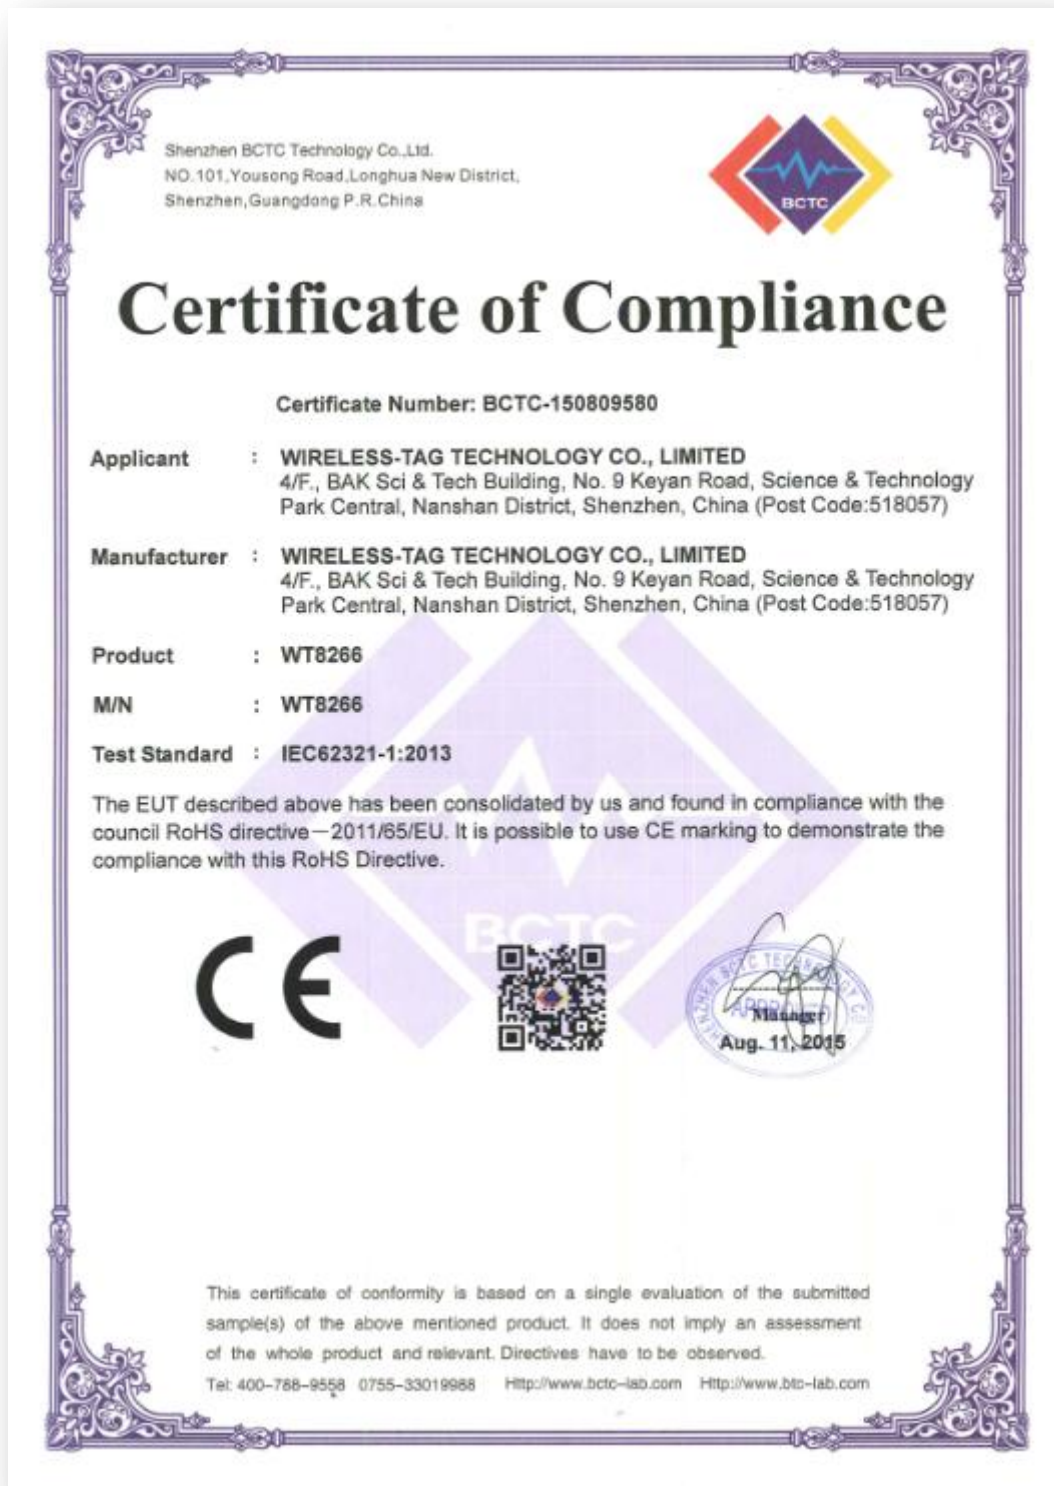 Shenzhen BCTC Technology Co.,Ltd.
NO.101,Yousong Road,Longhua New District,
Shenzhen,Guangdong P.R.China
BCTC
Certificate of Compliance
Certificate Number: BCTC-150809580
Applicant : WIRELESS-TAG TECHNOLOGY CO., LIMITED
4/F., BAK Sci & Tech Building, No. 9 Keyan Road, Science & Technology
Park Central, Nanshan District, Shenzhen, China (Post Code:518057)
Manufacturer : WIRELESS-TAG TECHNOLOGY CO., LIMITED
4/F., BAK Sci & Tech Building, No. 9 Keyan Road, Science & Technology
Park Central, Nanshan District, Shenzhen, China (Post Code:518057)
Product : WT8266
M/N : WT8266
Test Standard : IEC62321-1:2013
The EUT described above has been consolidated by us and found in compliance with the
council RoHS directive—2011/65/EU. It is possible to use CE marking to demonstrate the
compliance with this RoHS Directive.
BCTC
CE
SHENZHEN BCTC TECHNOLOGY CO
APPROVED
Manager
Aug. 11, 2015
This certificate of conformity is based on a single evaluation of the submitted
sample(s) of the above mentioned product. It does not imply an assessment
of the whole product and relevant. Directives have to be observed.
Tel: 400-788-9558 0755-33019988 Http://www.bctc-lab.com Http://www.btc-lab.com